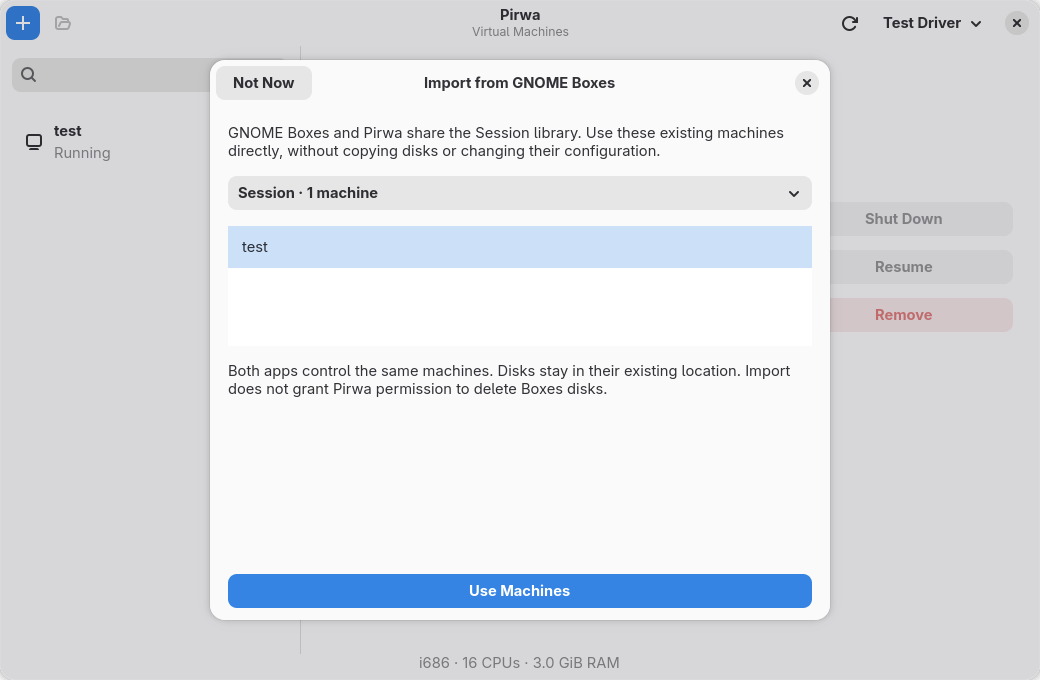 Pirwa
Virtual Machines
Test Driver
test
Running
Not Now
Import from GNOME Boxes
GNOME Boxes and Pirwa share the Session library. Use these existing machines
directly, without copying disks or changing their configuration.
Session · 1 machine
test
Both apps control the same machines. Disks stay in their existing location. Import
does not grant Pirwa permission to delete Boxes disks.
Use Machines
Shut Down
Resume
Remove
i686 · 16 CPUs · 3.0 GiB RAM